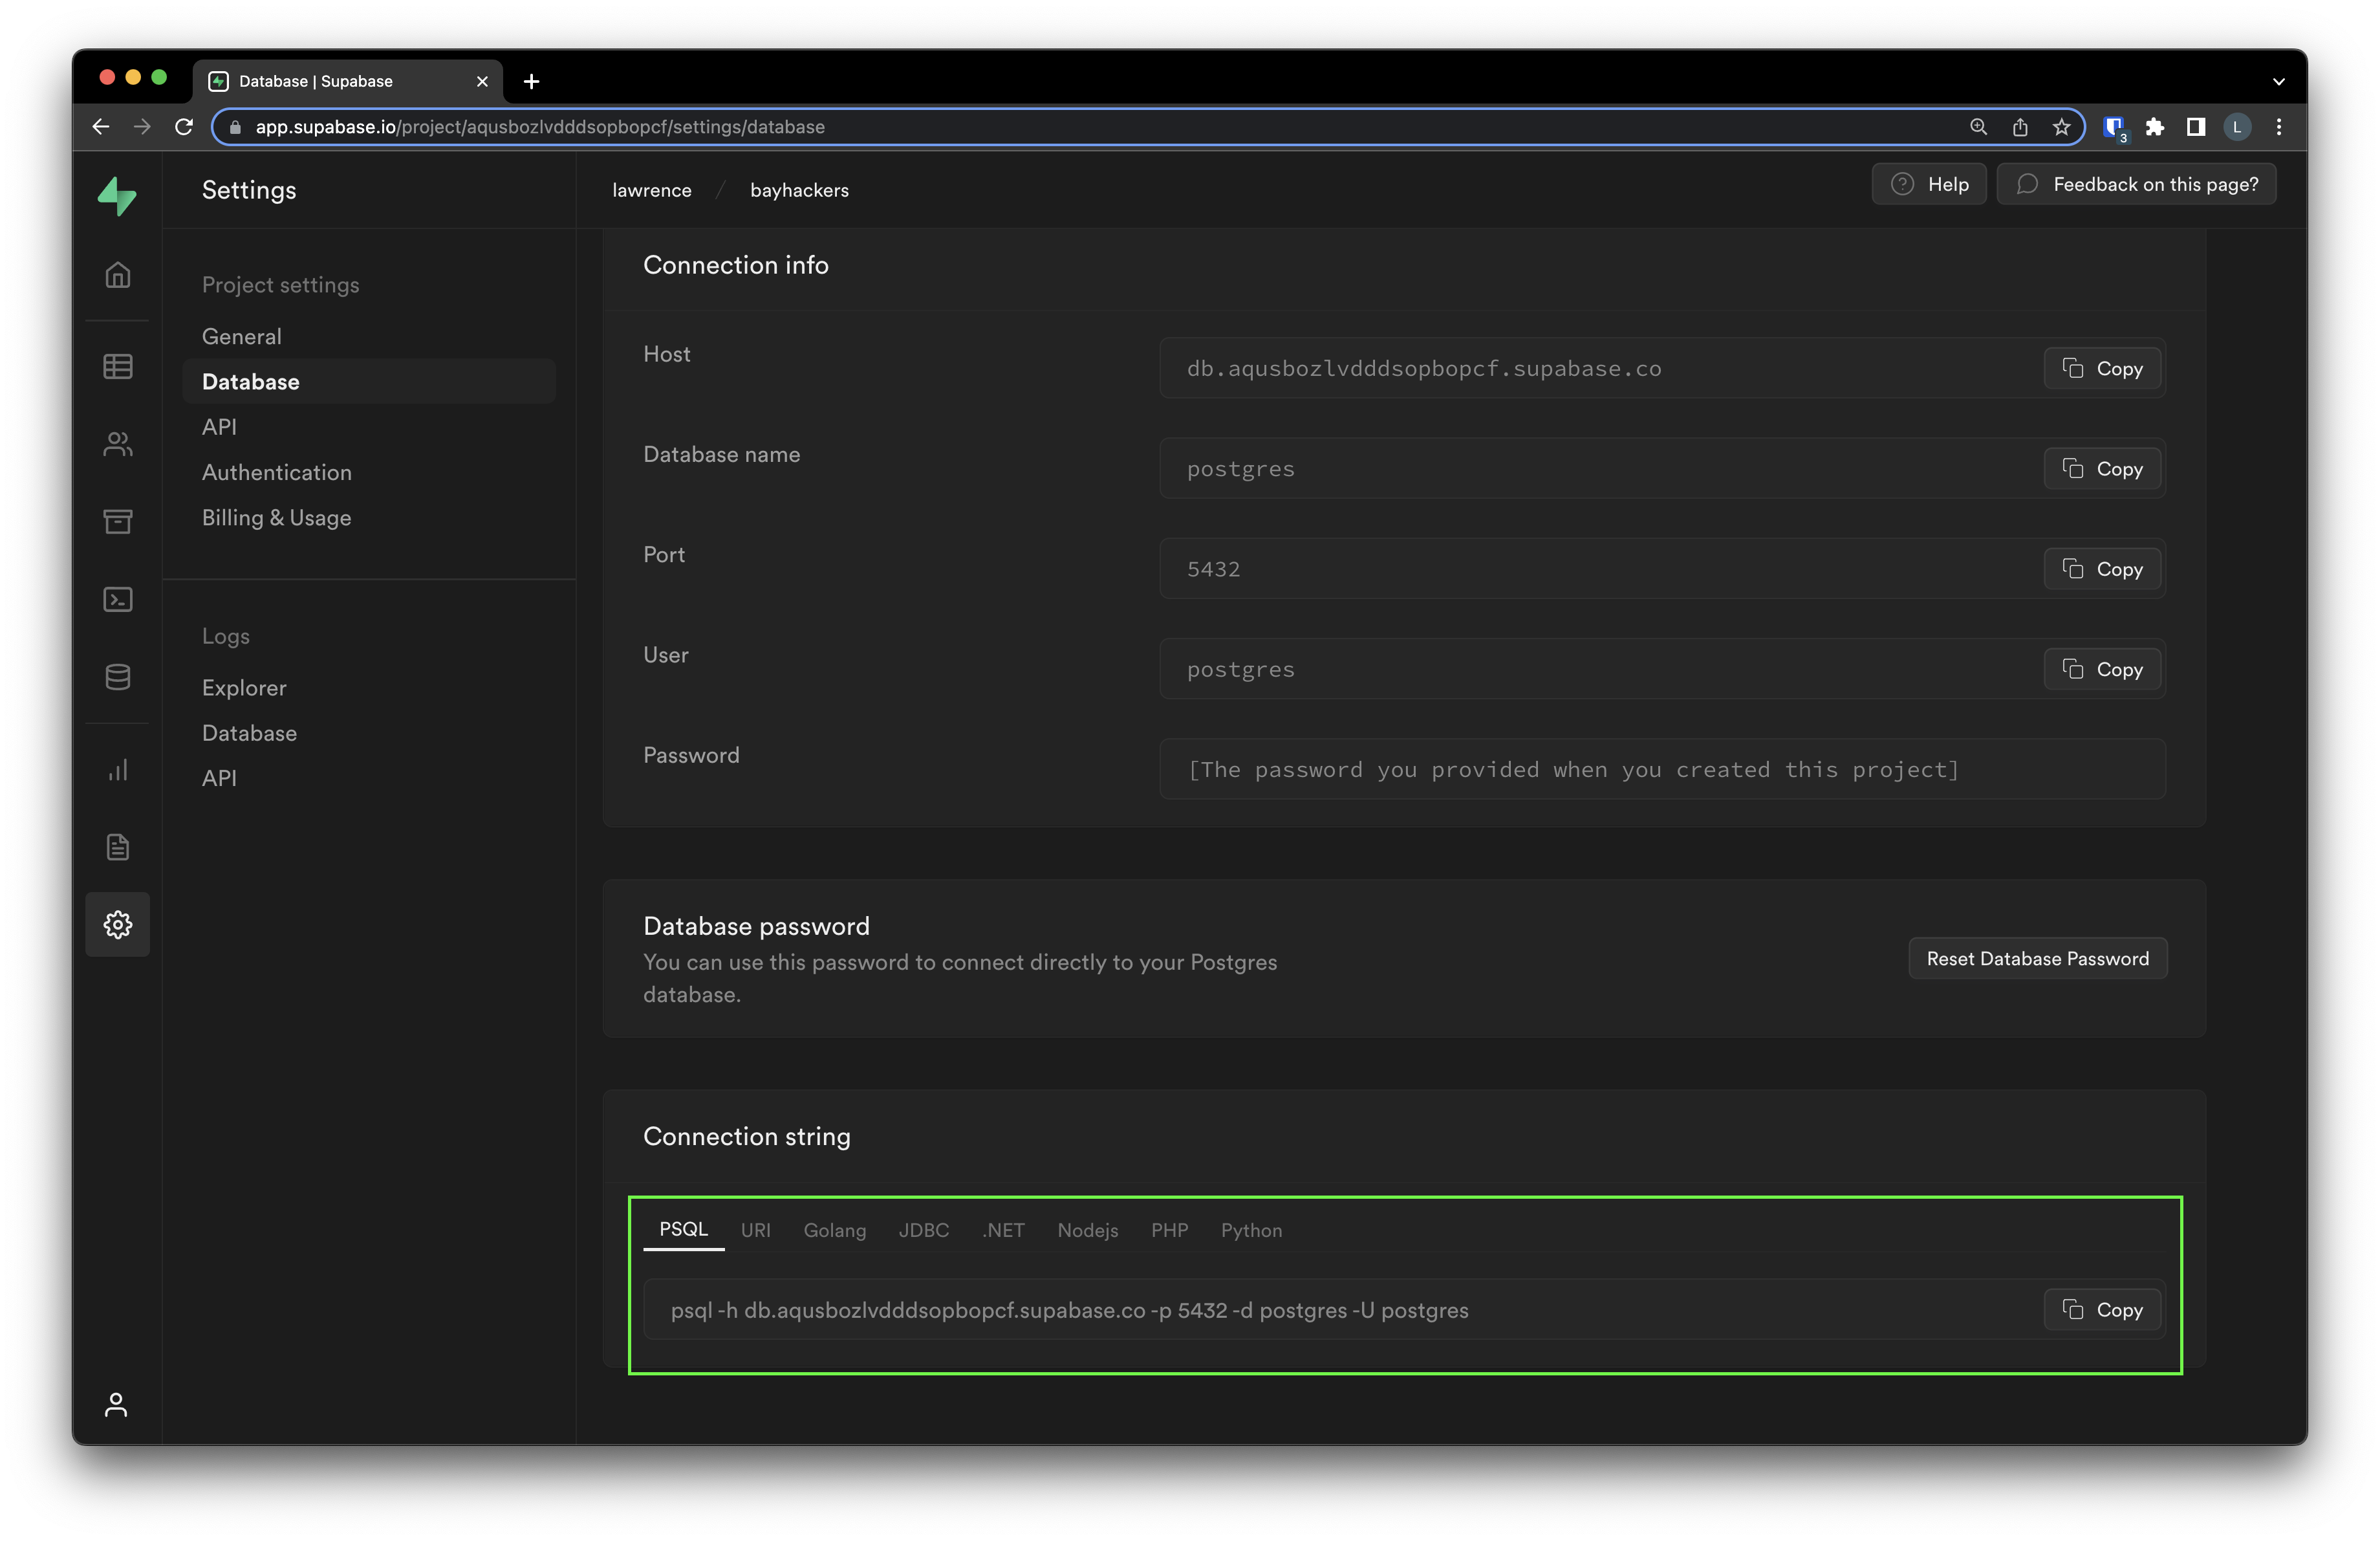 Database | Supabase
app.supabase.io/project/aqusbozlvdddsopbopcf/settings/database
3
L
Settings
lawrence / bayhackers
Help
Feedback on this page?
Project settings
General
Database
API
Authentication
Billing & Usage
Logs
Explorer
Database
API
Connection info
Host
db.aqusbozlvdddsopbopcf.supabase.co
Copy
Database name
postgres
Copy
Port
5432
Copy
User
postgres
Copy
Password
[The password you provided when you created this project]
Database password
You can use this password to connect directly to your Postgres
database.
Reset Database Password
Connection string
PSQL URI Golang JDBC .NET Nodejs PHP Python
psql -h db.aqusbozlvdddsopbopcf.supabase.co -p 5432 -d postgres -U postgres
Copy